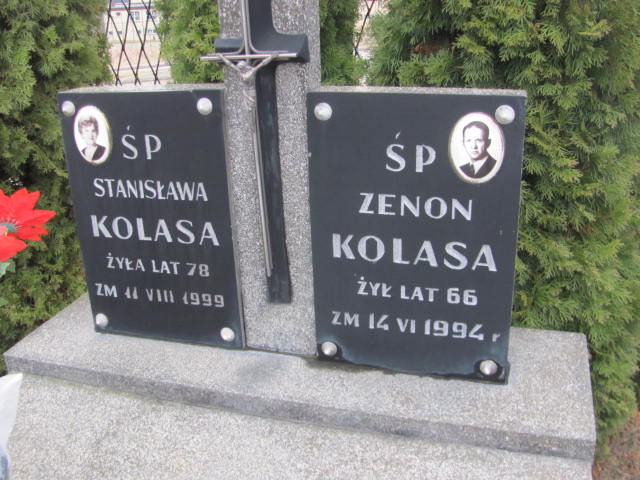 ŚP
STANISŁAWA
KOLASA
ŻYŁA LAT 78
ZM 11 VIII 1999
ŚP
ZENON
KOLASA
ŻYŁ LAT 66
ZM 14 VI 1994 r